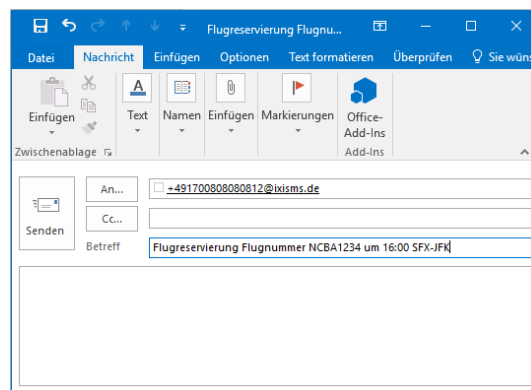 Flugreservierung Flugnu...
Datei Nachricht Einfügen Optionen Text formatieren Überprüfen Sie wüns
Einfügen Text Namen Einfügen Markierungen Office-
Add-Ins
Zwischenablage Add-Ins
An... +491700808080812@ixisms.de
Senden Cc...
Betreff Flugreservierung Flugnummer NCBA1234 um 16:00 SFX-JFK